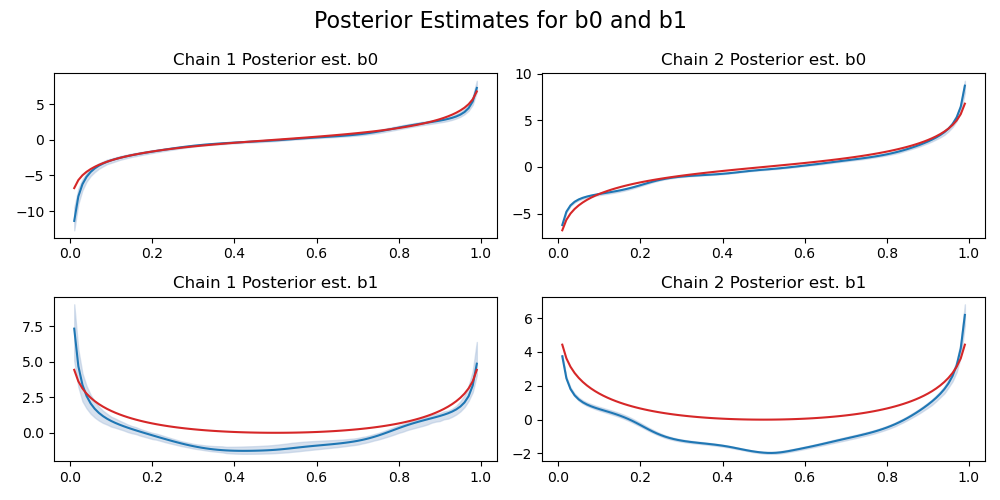 Posterior Estimates for b0 and b1
Chain 1 Posterior est. b0
5
0
−5
−10
0.0 0.2 0.4 0.6 0.8 1.0
Chain 2 Posterior est. b0
10
5
0
−5
0.0 0.2 0.4 0.6 0.8 1.0
Chain 1 Posterior est. b1
7.5
5.0
2.5
0.0
0.0 0.2 0.4 0.6 0.8 1.0
Chain 2 Posterior est. b1
6
4
2
0
−2
0.0 0.2 0.4 0.6 0.8 1.0